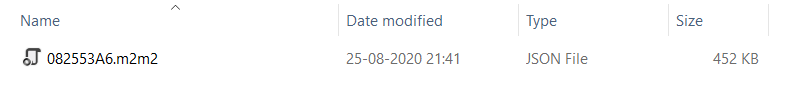 Name Date modified Type Size
082553A6.m2m2 25-08-2020 21:41 JSON File 452 KB